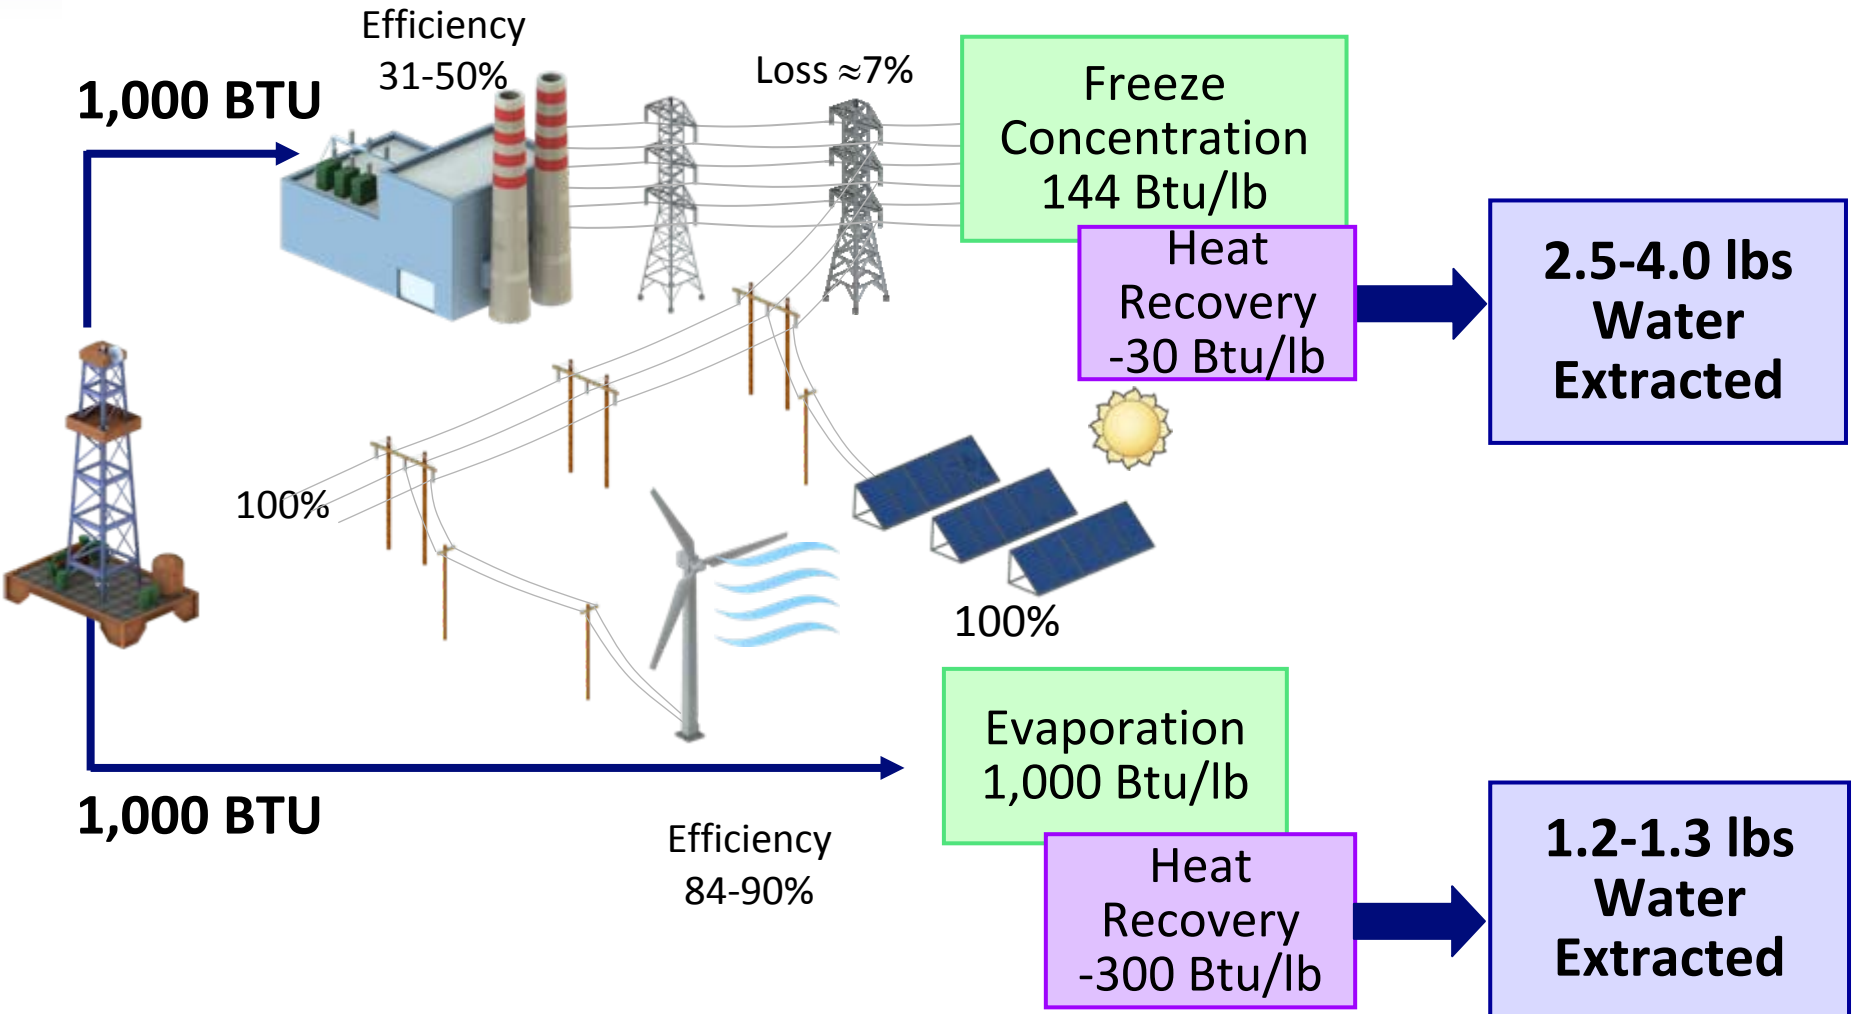 Efficiency
31-50%
Loss ≈7%
1,000 BTU
Freeze
Concentration
144 Btu/lb
Heat
Recovery
-30 Btu/lb
2.5-4.0 lbs
Water
Extracted
100%
100%
1,000 BTU
Efficiency
84-90%
Evaporation
1,000 Btu/lb
Heat
Recovery
-300 Btu/lb
1.2-1.3 lbs
Water
Extracted